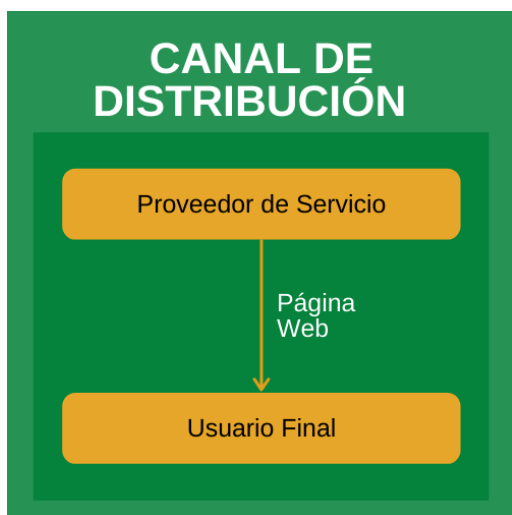 CANAL DE
DISTRIBUCIÓN
Proveedor de Servicio
Página
Web
Usuario Final